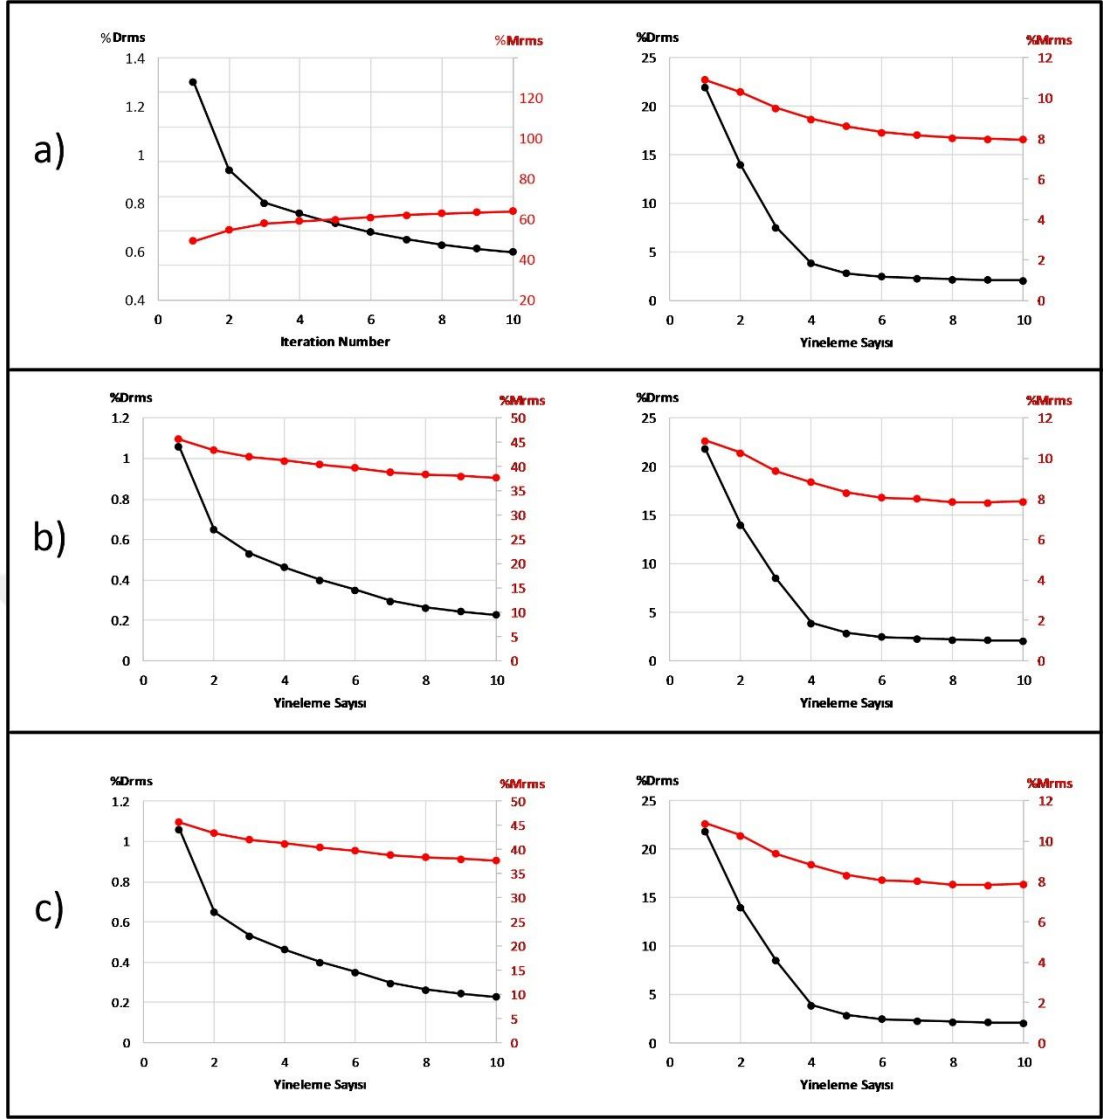 %Drms %Mrms %Drms %Mrms
1.4 25 12
1.2 120 20 10
a) 1 100 15 8
0.8 80 10 6
0.6 60 5 4
0.4 40 0 2
20 0
0 2 4 6 8 10 0 2 4 6 8 10
Iteration Number Yineleme Sayısı
%Drms %Mrms %Drms %Mrms
1.2 50 25 12
1 45 20 10
0.8 40 15 8
b) 0.6 35 10 6
0.4 30 5 4
0.2 25 0 2
0 20 0
15
10
5
0
0 2 4 6 8 10 0 2 4 6 8 10
Yineleme Sayısı Yineleme Sayısı
%Drms %Mrms %Drms %Mrms
1.2 50 25 12
1 45 20 10
0.8 40 15 8
c) 0.6 35 10 6
0.4 30 5 4
0.2 25 0 2
0 20 0
15
10
5
0
0 2 4 6 8 10 0 2 4 6 8 10
Yineleme Sayısı Yineleme Sayısı